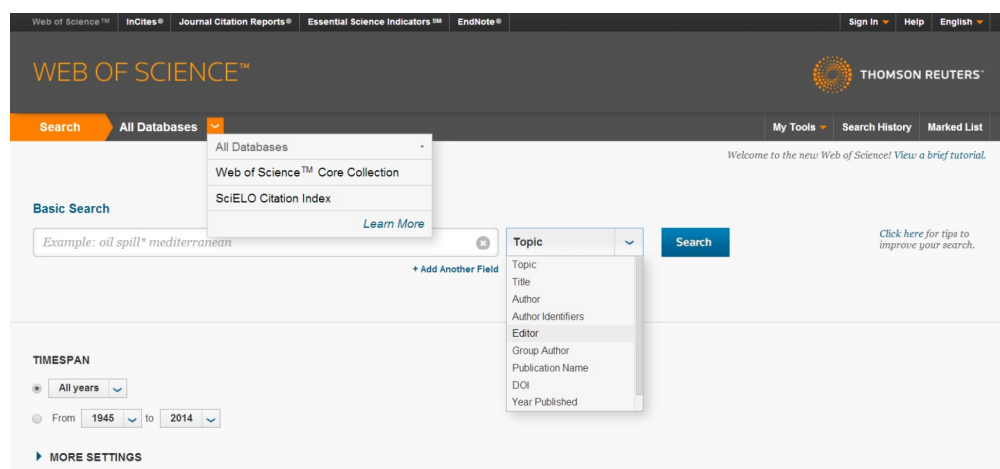 Web of Science™ InCites® Journal Citation Reports® Essential Science Indicators SM EndNote® Sign In Help English
WEB OF SCIENCE™
THOMSON REUTERS™
Search All Databases My Tools Search History Marked List
All Databases
Welcome to the new Web of Science! View a brief tutorial.
Web of Science™ Core Collection
SciELO Citation Index
Basic Search
Learn More
Example: oil spill* mediterranean Topic Search
Click here for tips to
improve your search.
+ Add Another Field
Topic
Title
Author
Author Identifiers
Editor
Group Author
Publication Name
DOI
Year Published
TIMESPAN
All years
From 1945 to 2014
MORE SETTINGS